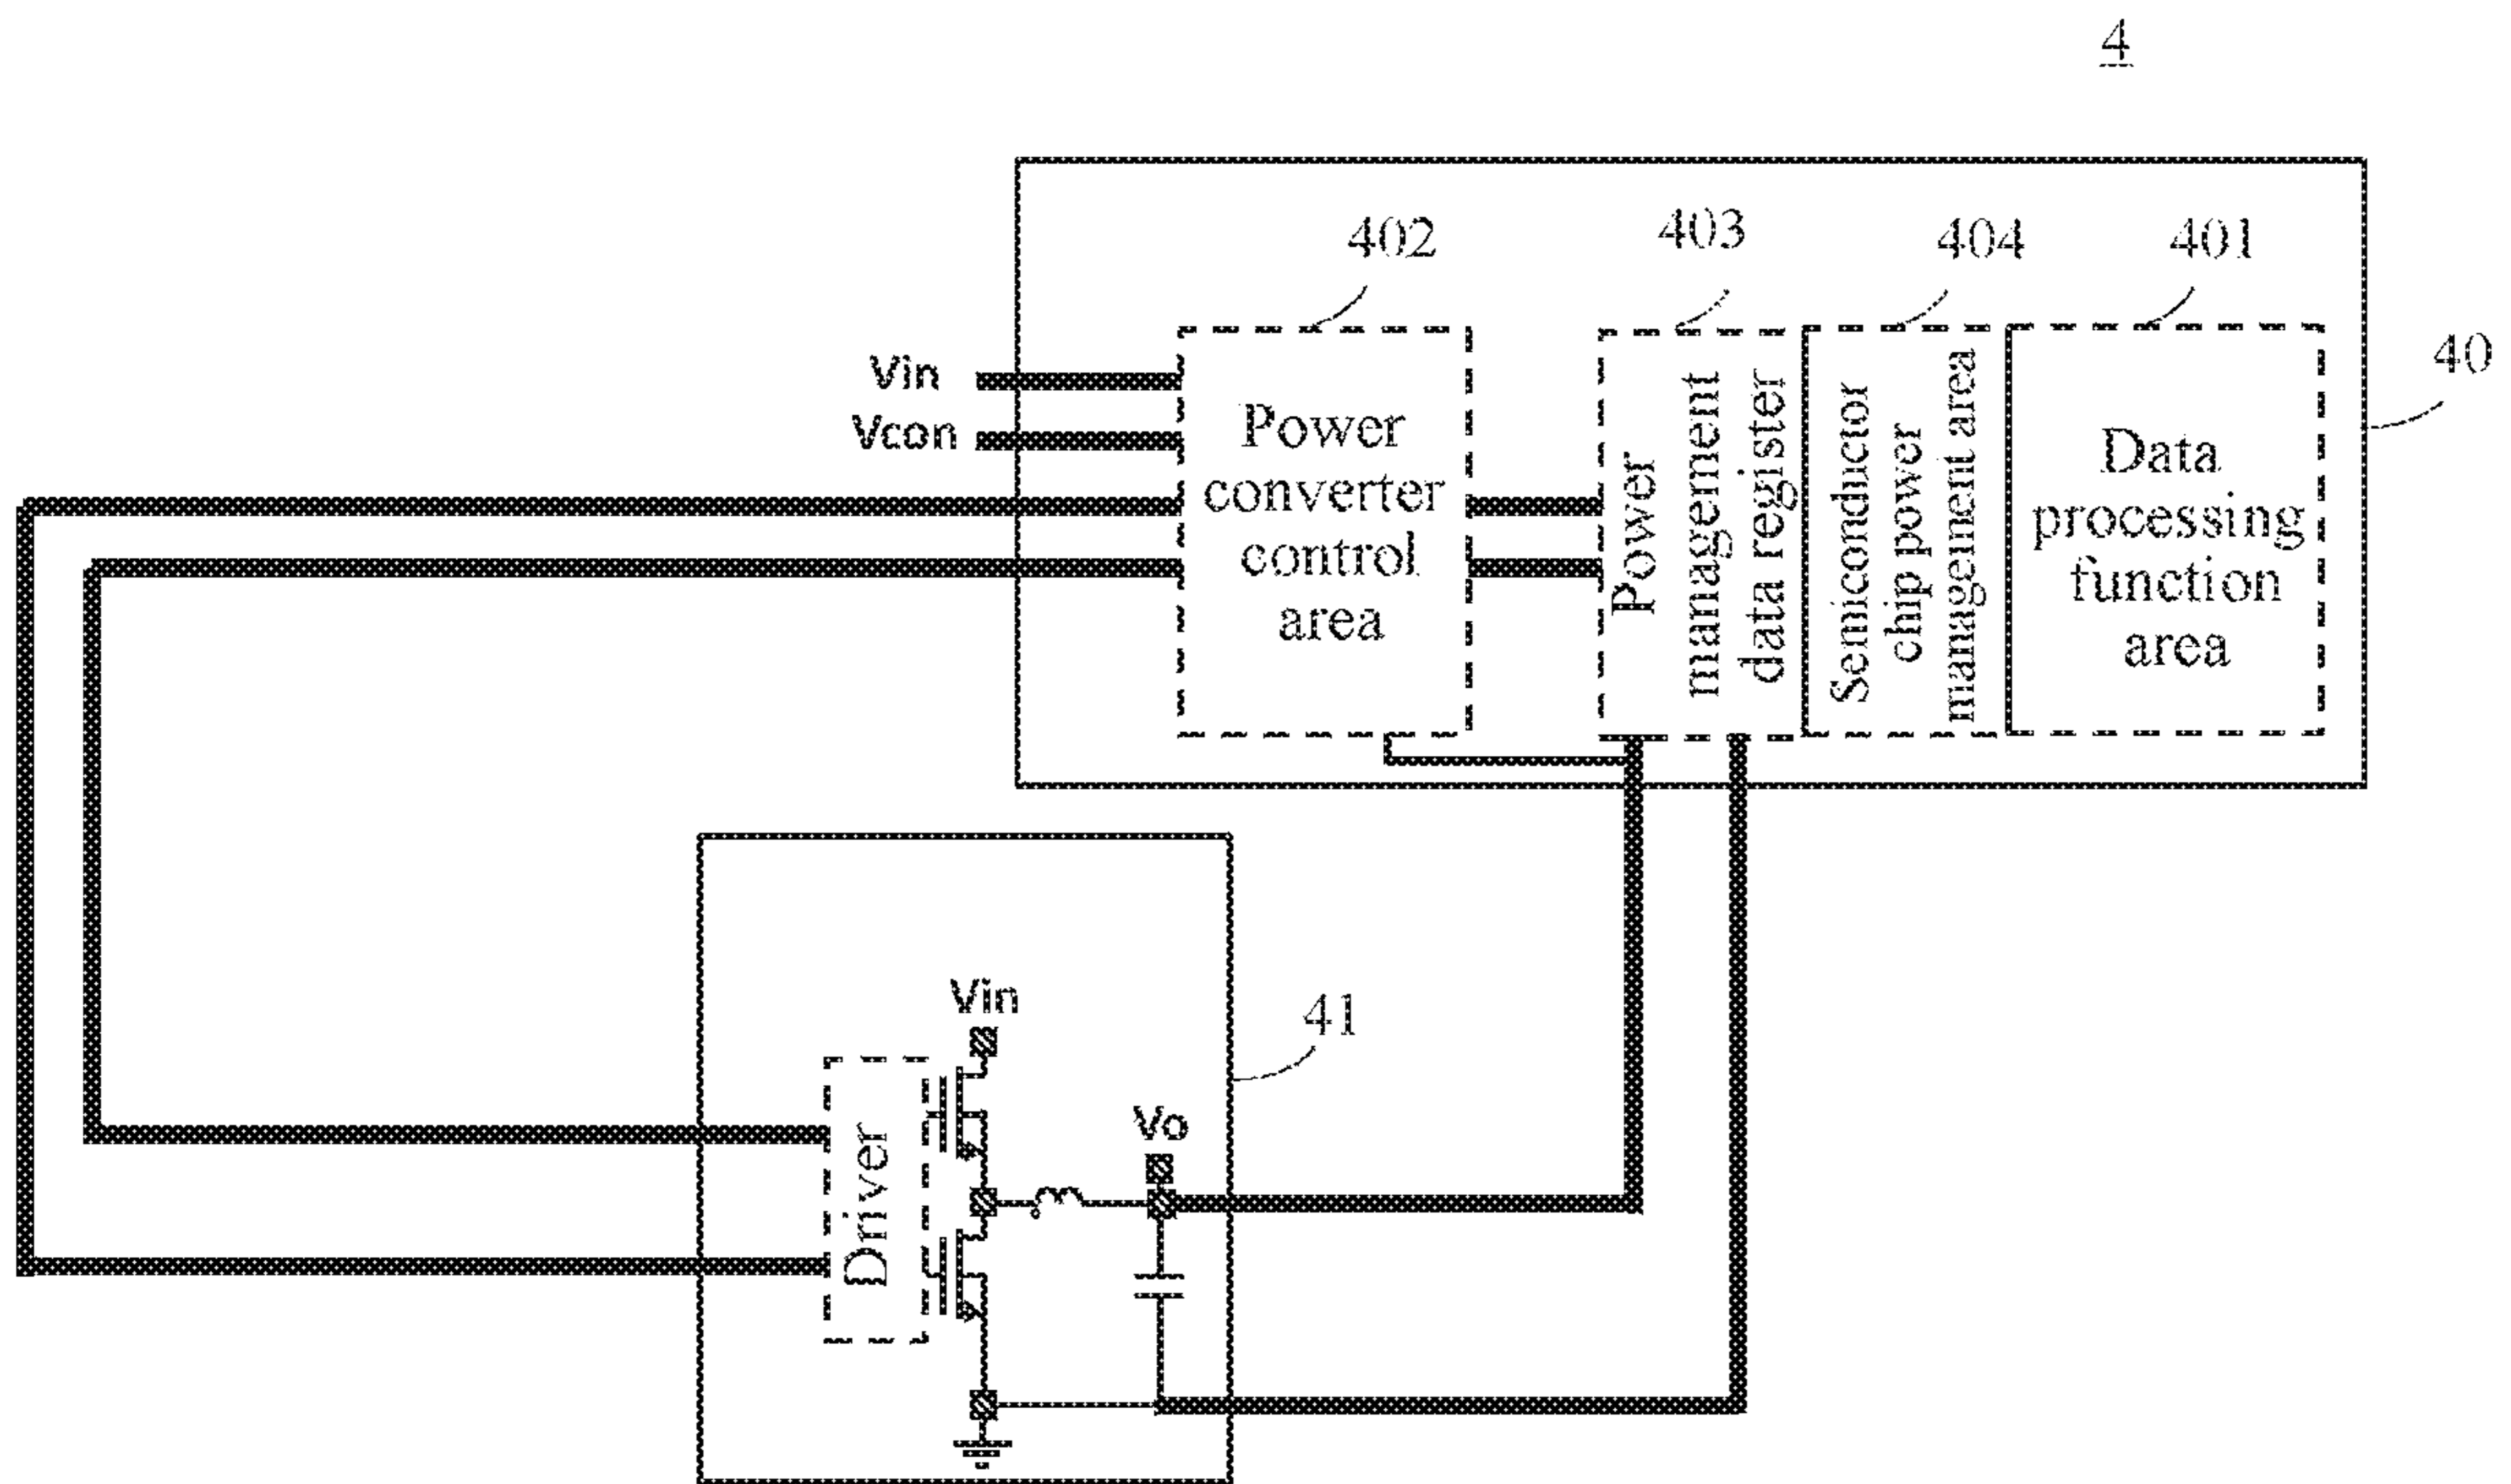 4
402
403
404
401
40
Vin
Vcon
Power
converter
control
area
Power
management
data register
Semiconductor
chip power
management area
Data
processing
function
area
Vin
41
Vo
Driver